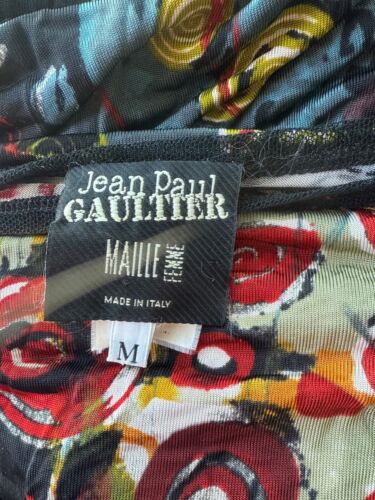 Jean Paul
GAULTIER
MAILLE
FEMME
MADE IN ITALY
M